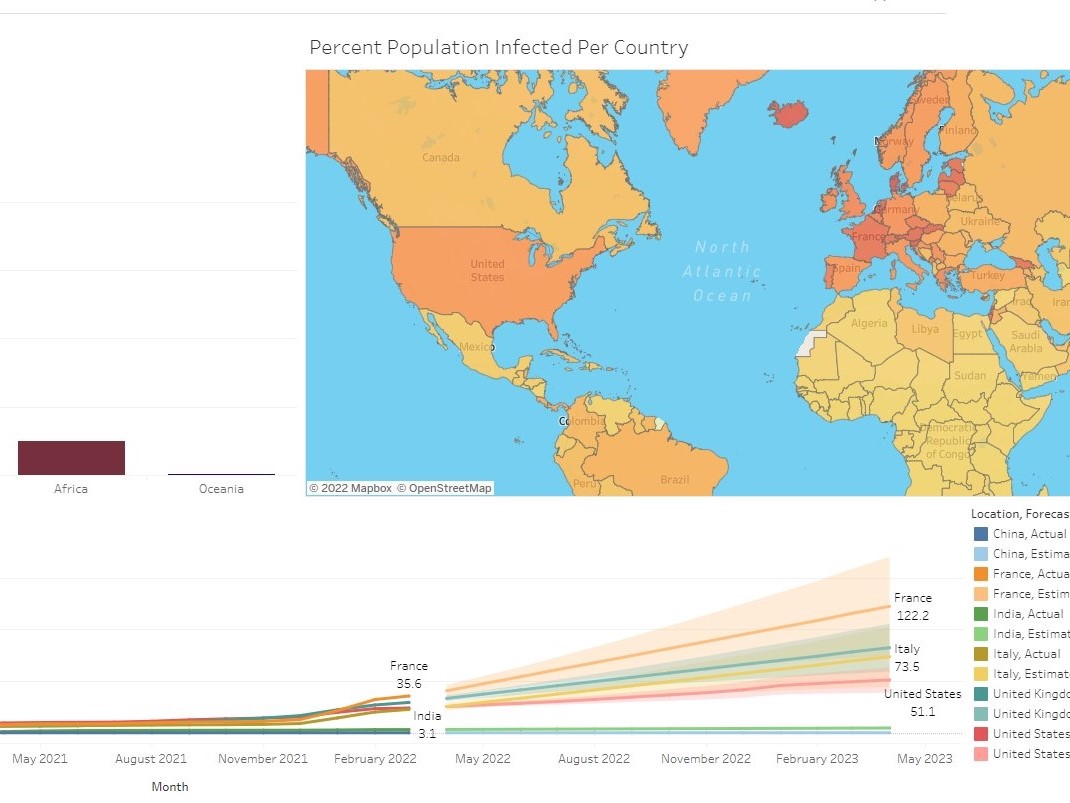 Percent Population Infected Per Country
Sweden
Norway
Finland
Canada
Belarus
Germany
Ukraine
France
United
States
North
Atlantic
Ocean
Spain
Turkey
Iraq
Iran
Algeria
Libya
Egypt
Saudi
Arabia
Mexico
Sudan
Yemen
Colombia
Democratic
Republic
of Congo
Peru
Brazil
Africa
Oceania
© 2022 Mapbox © OpenStreetMap
Location, Forecas
China, Actual
China, Estima
France, Actua
France, Estim
India, Actual
India, Estimat
Italy, Actual
Italy, Estimat
United Kingdo
United Kingdo
United States
United States
France
122.2
Italy
73.5
United States
51.1
France
35.6
India
3.1
May 2021
August 2021
November 2021
February 2022
May 2022
August 2022
November 2022
February 2023
May 2023
Month